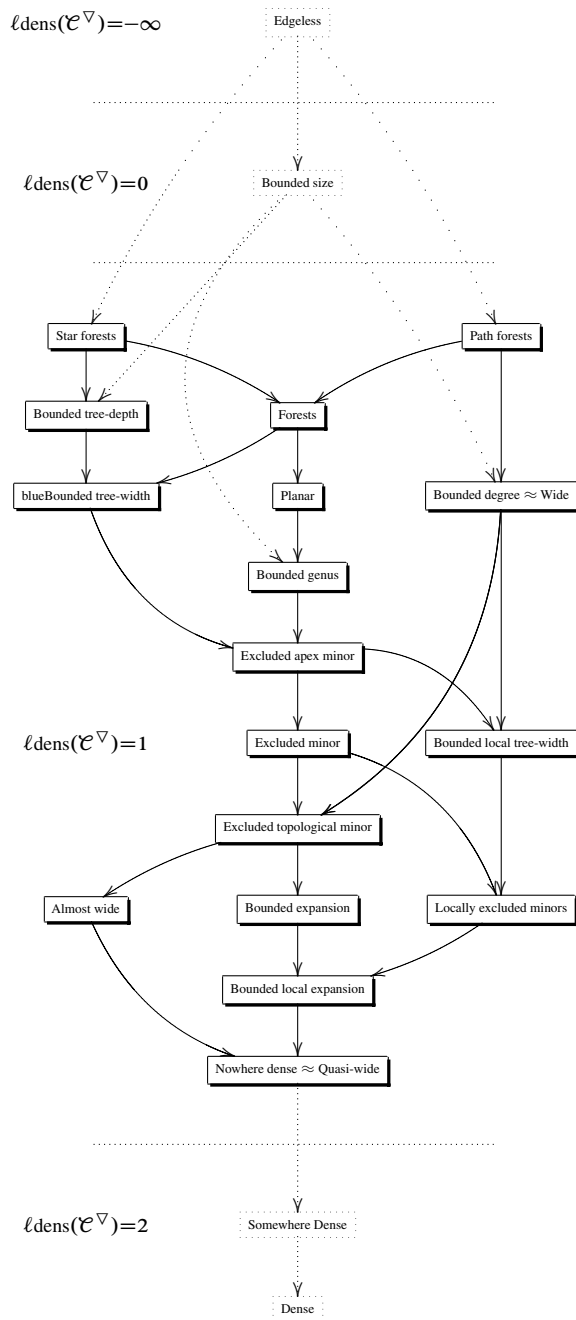 ℓdens(𝒞^∇)=−∞
Edgeless
ℓdens(𝒞^∇)=0
Bounded size
Star forests
Path forests
Bounded tree-depth
Forests
blueBounded tree-width
Planar
Bounded degree ≈ Wide
Bounded genus
Excluded apex minor
ℓdens(𝒞^∇)=1
Excluded minor
Bounded local tree-width
Excluded topological minor
Almost wide
Bounded expansion
Locally excluded minors
Bounded local expansion
Nowhere dense ≈ Quasi-wide
ℓdens(𝒞^∇)=2
Somewhere Dense
Dense